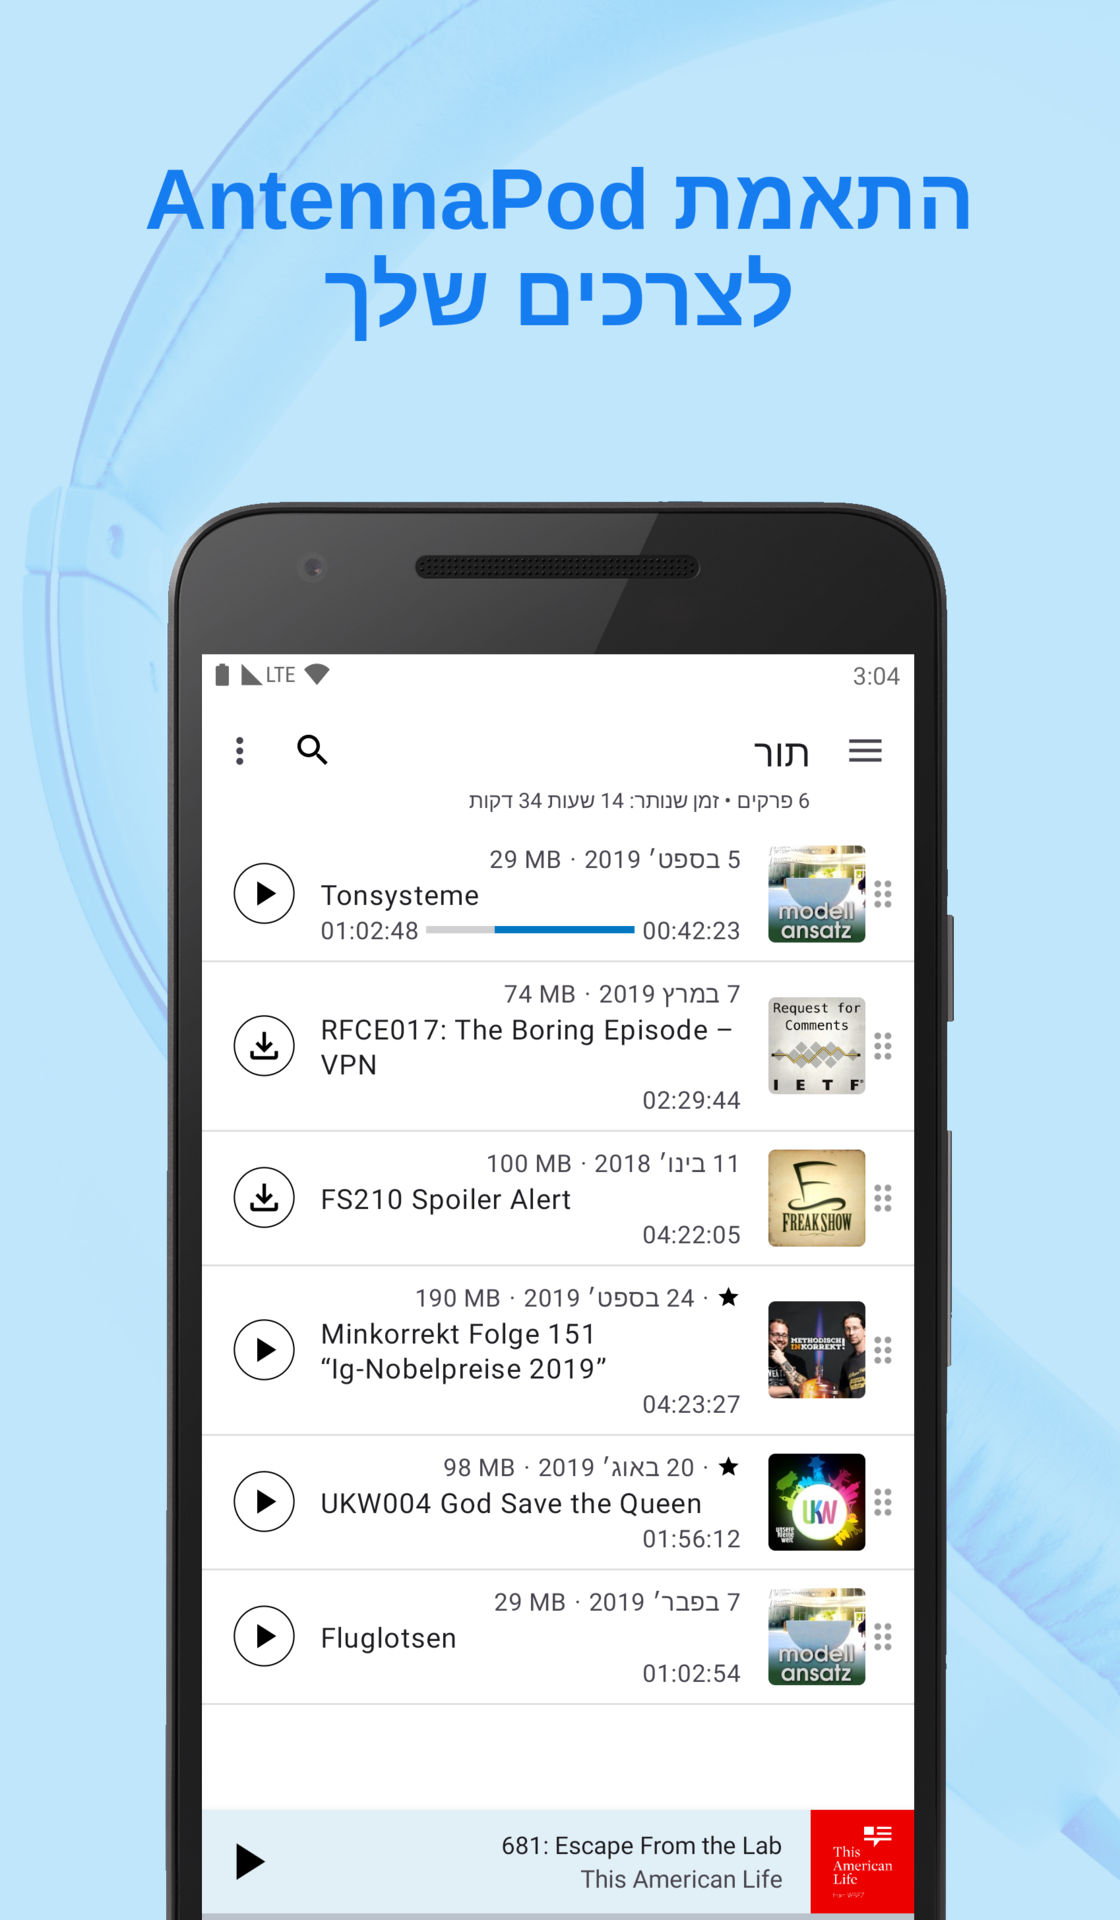 התאמת AntennaPod
לצרכים שלך
LTE
3:04
תור
6 פרקים • זמן שנותר: 14 שעות 34 דקות
5 בספט׳ 2019 · 29 MB
Tonsysteme
00:42:23
01:02:48
modell
ansatz
7 במרץ 2019 · 74 MB
RFCE017: The Boring Episode –
VPN
02:29:44
Request for
Comments
I E T F
11 ביוני׳ 2018 · 100 MB
FS210 Spoiler Alert
04:22:05
FREAK SHOW
★ · 24 בספט׳ 2019 · 190 MB
Minkorrekt Folge 151
“Ig-Nobelpreise 2019”
04:23:27
METHODISCH
INKORREKT!
★ · 20 באוג׳ 2019 · 98 MB
UKW004 God Save the Queen
01:56:12
UKW
unsere
kleine
welt
7 בפבר׳ 2019 · 29 MB
Fluglotsen
01:02:54
modell
ansatz
681: Escape From the Lab
This American Life
This
American
Life